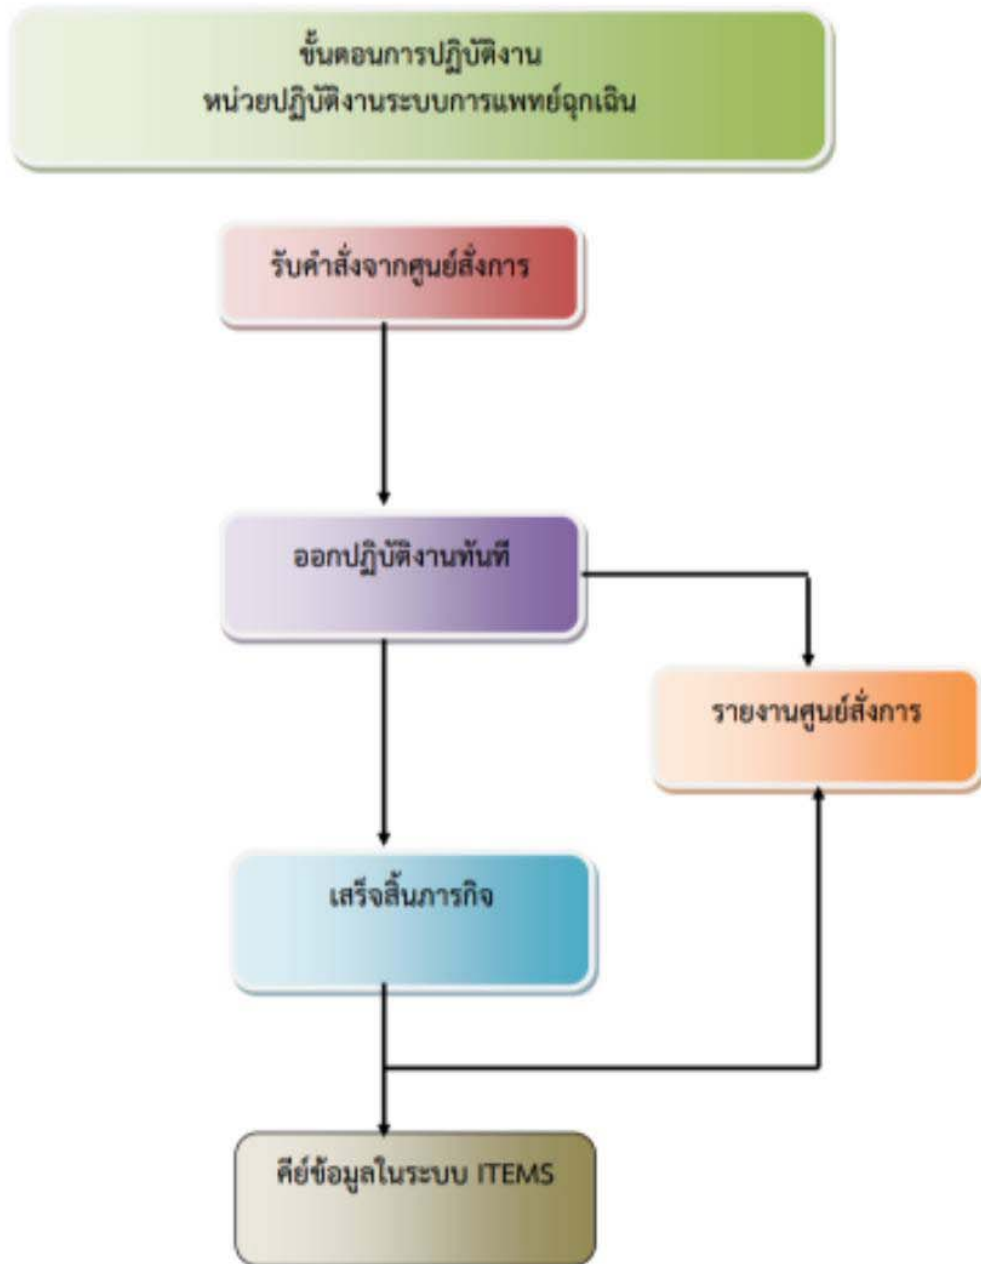 ขั้นตอนการปฏิบัติงาน
หน่วยปฏิบัติงานระบบการแพทย์ฉุกเฉิน
รับคำสั่งจากศูนย์สั่งการ
ออกปฏิบัติงานทันที
รายงานศูนย์สั่งการ
เสร็จสิ้นภารกิจ
คีย์ข้อมูลในระบบ ITEMS